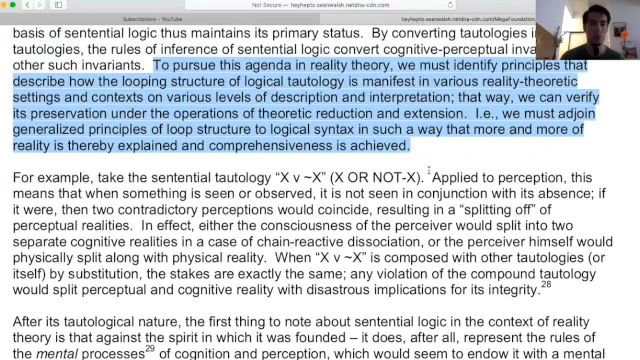 Not Secure — heyhepto.seanwalsh.netdna-cdn.com
Subscriptions - YouTube
heyhepto.seanwalsh.netdna-cdn.com/MegaFoundation
basis of sentential logic thus maintains its primary status.  By converting tautologies in
tautologies, the rules of inference of sentential logic convert cognitive-perceptual inva
other such invariants.  To pursue this agenda in reality theory, we must identify principles that
describe how the looping structure of logical tautology is manifest in various reality-theoretic
settings and contexts on various levels of description and interpretation; that way, we can verify
its preservation under the operations of theoretic reduction and extension.  I.e., we must adjoin
generalized principles of loop structure to logical syntax in such a way that more and more of
reality is thereby explained and comprehensiveness is achieved.
For example, take the sentential tautology “X v ~X” (X OR NOT-X).  Applied to perception, this
means that when something is seen or observed, it is not seen in conjunction with its absence; if
it were, then two contradictory perceptions would coincide, resulting in a “splitting off” of
perceptual realities.  In effect, either the consciousness of the perceiver would split into two
separate cognitive realities in a case of chain-reactive dissociation, or the perceiver himself would
physically split along with physical reality.  When “X v ~X” is composed with other tautologies (or
itself) by substitution, the stakes are exactly the same; any violation of the compound tautology
would split perceptual and cognitive reality with disastrous implications for its integrity.28
After its tautological nature, the first thing to note about sentential logic in the context of reality
theory is that against the spirit in which it was founded – it does, after all, represent the rules of
the mental processes29 of cognition and perception, which would seem to endow it with a mental